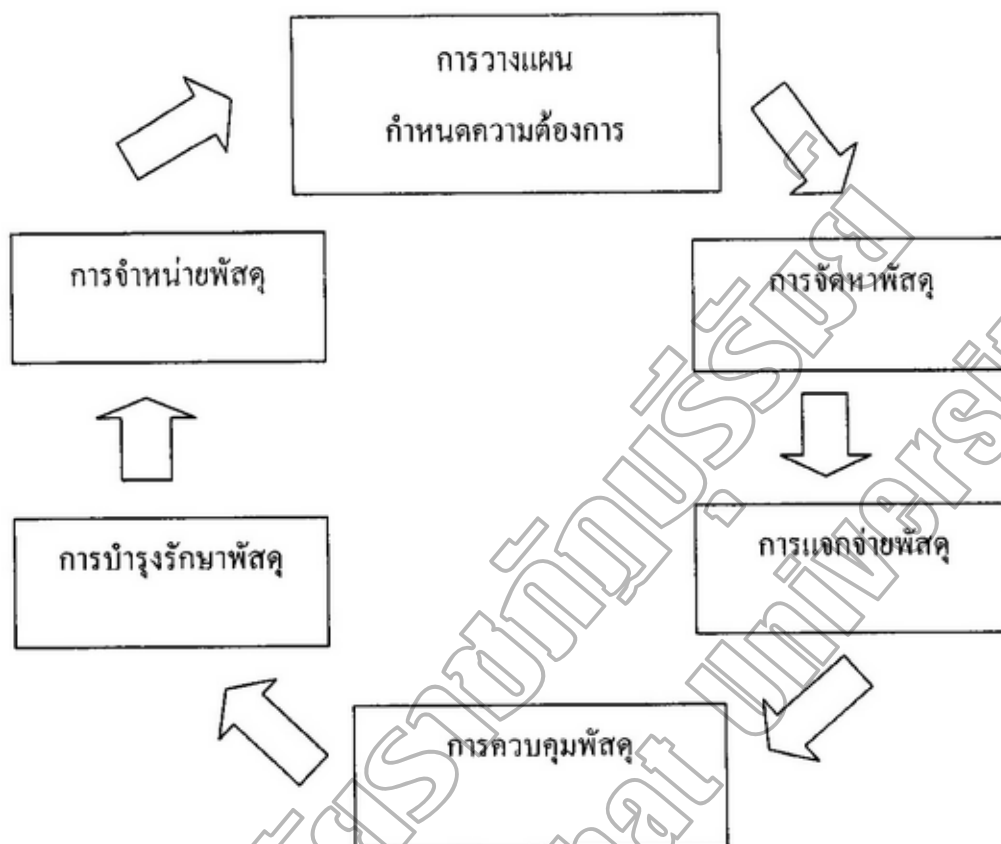 การวางแผน
กำหนดความต้องการ
การจัดหาพัสดุ
การแจกจ่ายพัสดุ
การควบคุมพัสดุ
การบำรุงรักษาพัสดุ
การจำหน่ายพัสดุ